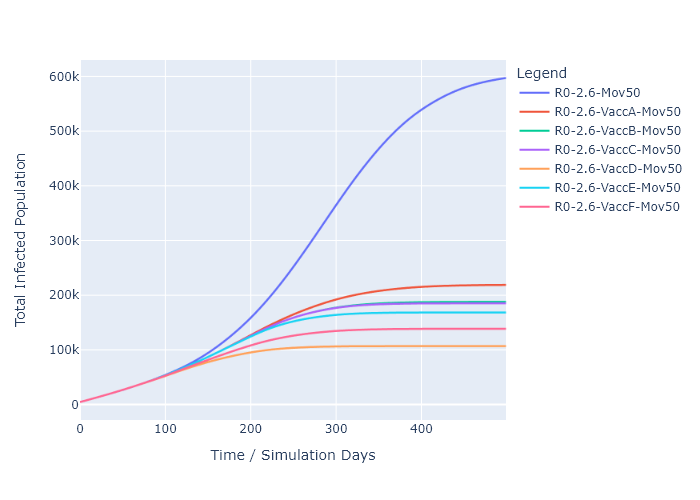 Total Infected Population
600k
500k
400k
300k
200k
100k
0
0
100
200
300
400
Time / Simulation Days
Legend
R0-2.6-Mov50
R0-2.6-VaccA-Mov50
R0-2.6-VaccB-Mov50
R0-2.6-VaccC-Mov50
R0-2.6-VaccD-Mov50
R0-2.6-VaccE-Mov50
R0-2.6-VaccF-Mov50